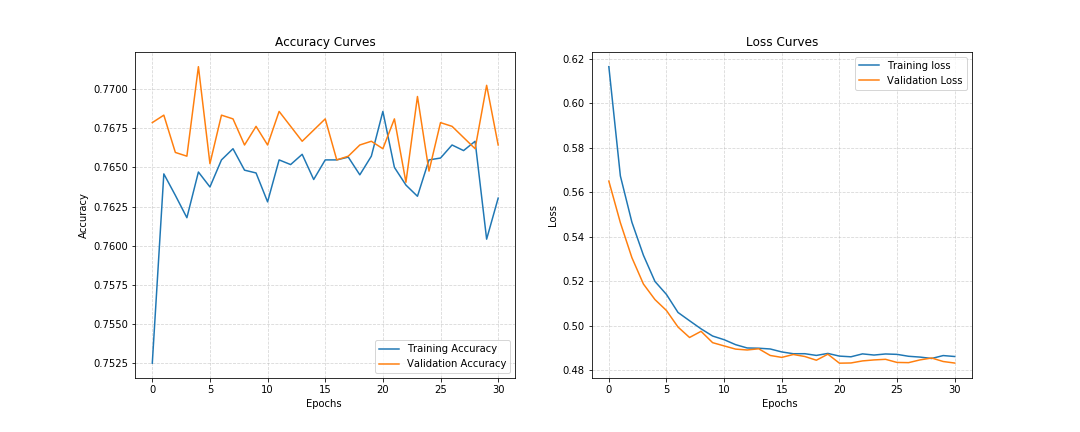 Accuracy Curves
0.7700
0.7675
0.7650
0.7625
0.7600
0.7575
0.7550
0.7525
Accuracy
Training Accuracy
Validation Accuracy
0 5 10 15 20 25 30
Epochs
Loss Curves
0.62
0.60
0.58
0.56
0.54
0.52
0.50
0.48
Loss
Training loss
Validation Loss
0 5 10 15 20 25 30
Epochs